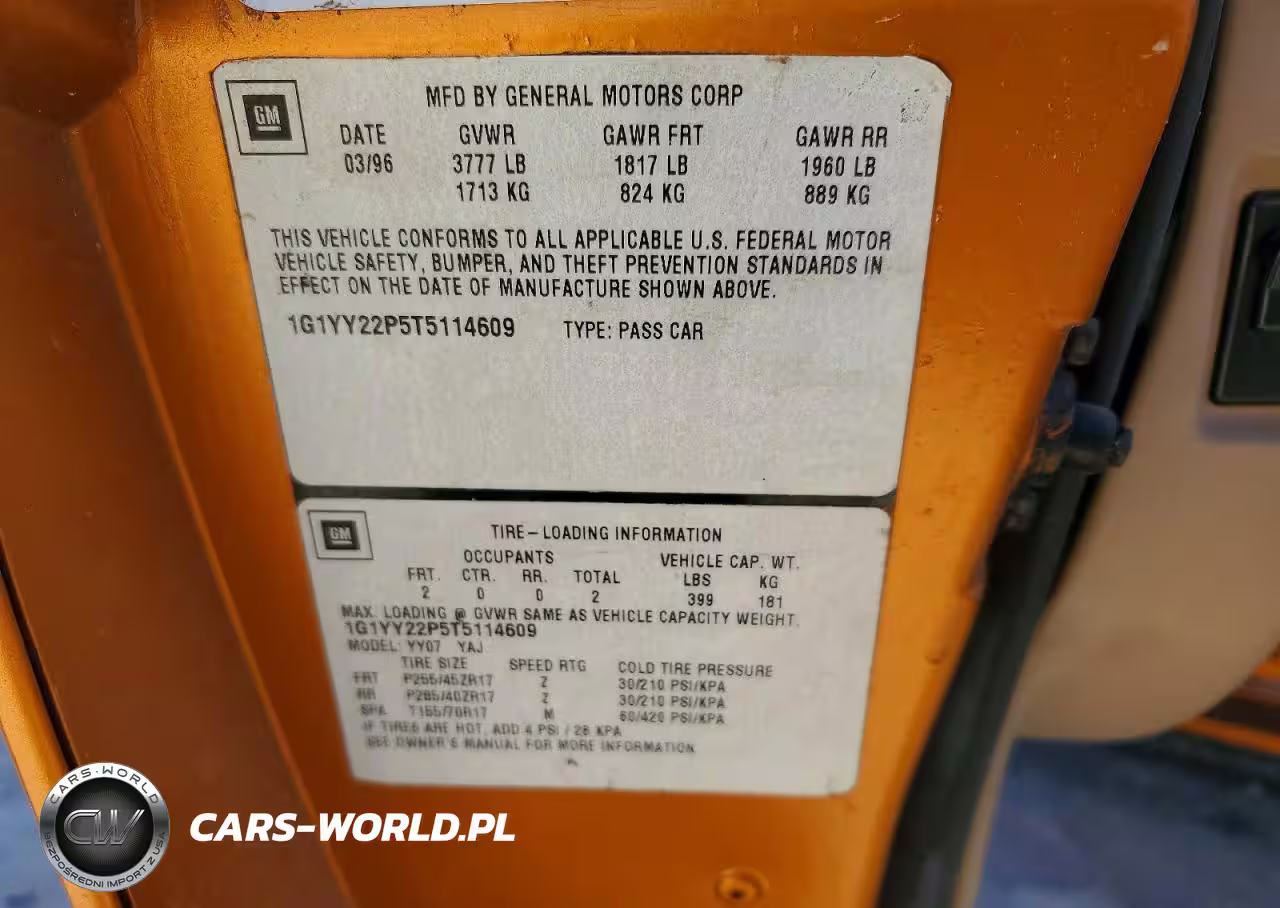 GM
MFD BY GENERAL MOTORS CORP
DATE GVWR GAWR FRT GAWR RR
03/96 3777 LB 1817 LB 1960 LB
1713 KG 824 KG 889 KG
THIS VEHICLE CONFORMS TO ALL APPLICABLE U.S. FEDERAL MOTOR
VEHICLE SAFETY, BUMPER, AND THEFT PREVENTION STANDARDS IN
EFFECT ON THE DATE OF MANUFACTURE SHOWN ABOVE.
1G1YY22P5T5114609 TYPE: PASS CAR
GM
TIRE-LOADING INFORMATION
OCCUPANTS VEHICLE CAP. WT.
FRT. CTR. RR. TOTAL LBS KG
2 0 0 2 399 181
MAX. LOADING @ GVWR SAME AS VEHICLE CAPACITY WEIGHT.
1G1YY22P5T5114609
MODEL: YY07 YAJ
TIRE SIZE SPEED RTG COLD TIRE PRESSURE
FRT P255/45ZR17 Z 30/210 PSI/KPA
RR P285/40ZR17 Z 30/210 PSI/KPA
SPA T155/70R17 M 60/420 PSI/KPA
IF TIRES ARE HOT, ADD 4 PSI / 28 KPA
SEE OWNER'S MANUAL FOR MORE INFORMATION
CARS-WORLD
CW
BEZPOŚREDNI IMPORT Z USA
CARS-WORLD.PL